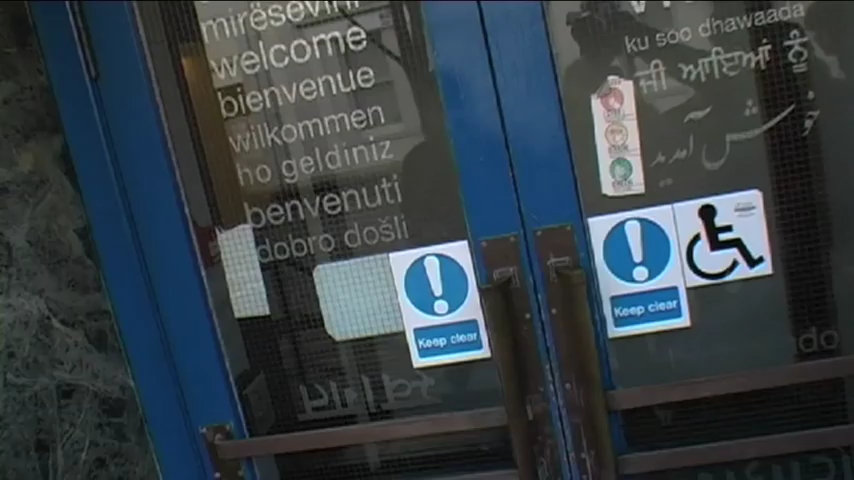 mirësevini
welcome
bienvenue
wilkommen
ho geldiniz
benvenuti
dobro došli
Keep clear
ku soo dhawaada
ਜੀ ਆਇਆਂ ਨੂੰ
خوش آمدید
Keep clear